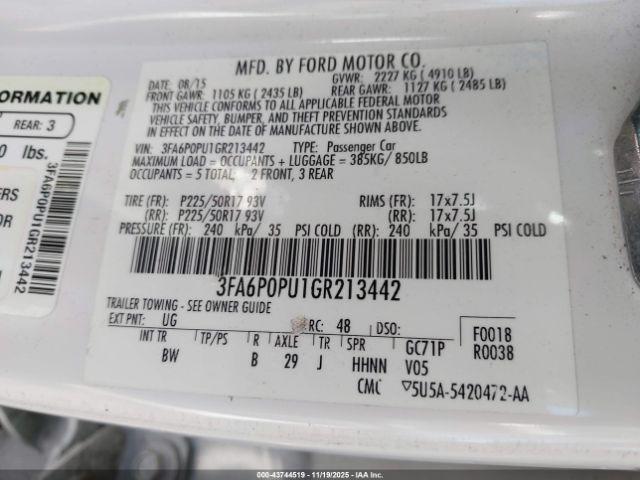 MFD. BY FORD MOTOR CO.
08/15 GVWR: 2227 KG ( 4910 LB)
FRONT GAWR: 1105 KG ( 2435 LB) REAR GAWR: 1127 KG ( 2485 LB)
THIS VEHICLE CONFORMS TO ALL APPLICABLE FEDERAL MOTOR
VEHICLE SAFETY, BUMPER, AND THEFT PREVENTION STANDARDS
IN EFFECT ON THE DATE OF MANUFACTURE SHOWN ABOVE.
VIN: 3FA6P0PU1GR213442 TYPE: Passenger Car
MAXIMUM LOAD = OCCUPANTS + LUGGAGE = 385KG/ 850LB
OCCUPANTS = 5 TOTAL: 2 FRONT, 3 REAR
TIRE (FR): P225/50R17 93V RIMS (FR): 17x7.5J
(RR): P225/50R17 93V (RR): 17x7.5J
PRESSURE (FR): 240 kPa/ 35 PSI COLD (RR): 240 kPa/ 35 PSI COLD
3FA6P0PU1GR213442
TRAILER TOWING - SEE OWNER GUIDE
EXT PNT: UG RC: 48 DSO: F0018
INT TR TP/PS R AXLE TR SPR GC71P R0038
BW B 29 J HHNN V05
CMC 5U5A-5420472-AA
ORMATION
REAR: 3
0 lbs.
ERS
OR
3FA6P0PU1GR213442
000-43744519 | 11/19/2025 - IAAI.COM